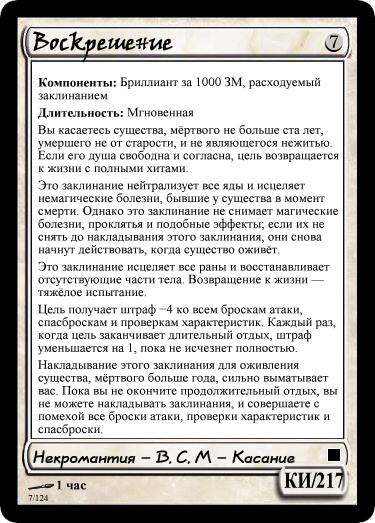 Воскрешение
7
Компоненты: Бриллиант за 1000 ЗМ, расходуемый
заклинанием
Длительность: Мгновенная
Вы касаетесь существа, мёртвого не больше ста лет,
умершего не от старости, и не являющегося нежитью.
Если его душа свободна и согласна, цель возвращается
к жизни с полными хитами.
Это заклинание нейтрализует все яды и исцеляет
немагические болезни, бывшие у существа в момент
смерти. Однако это заклинание не снимает магические
болезни, проклятья и подобные эффекты; если их не
снять до накладывания этого заклинания, они снова
начнут действовать, когда существо оживёт.
Это заклинание исцеляет все раны и восстанавливает
отсутствующие части тела. Возвращение к жизни —
тяжёлое испытание.
Цель получает штраф −4 ко всем броскам атаки,
спасброскам и проверкам характеристик. Каждый раз,
когда цель заканчивает длительный отдых, штраф
уменьшается на 1, пока не исчезнет полностью.
Накладывание этого заклинания для оживления
существа, мёртвого больше года, сильно выматывает
вас. Пока вы не окончите продолжительный отдых, вы
не можете накладывать заклинания, и совершаете с
помехой все броски атаки, проверки характеристик и
спасброски.
Некромантия – В, С, М – Касание
КИ/217
1 час
7/124